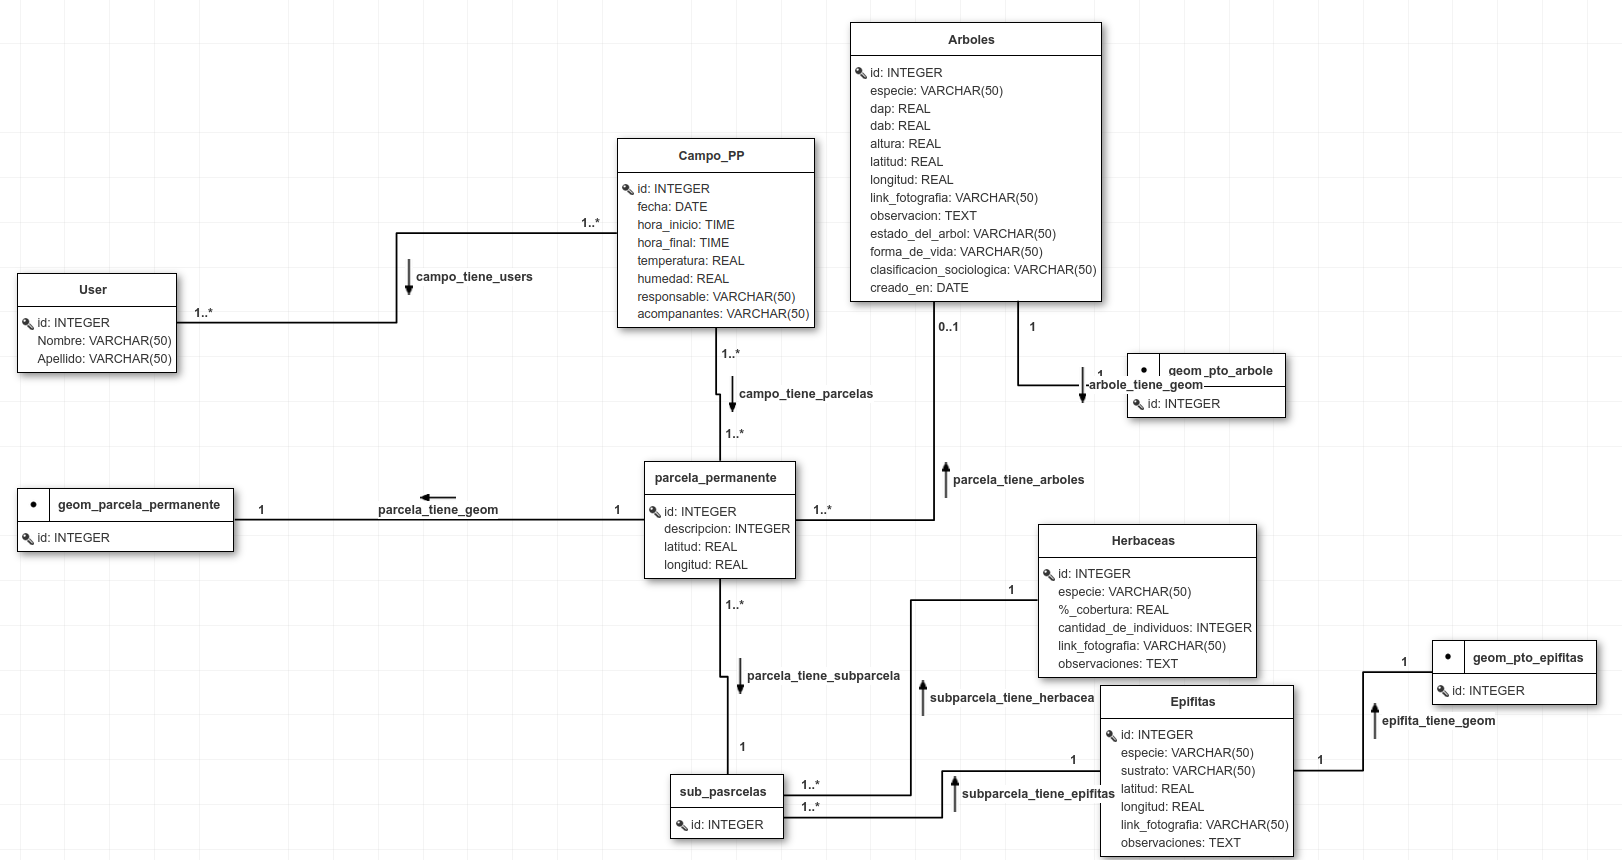 Arboles
id: INTEGER
especie: VARCHAR(50)
dap: REAL
dab: REAL
altura: REAL
latitud: REAL
longitud: REAL
link_fotografia: VARCHAR(50)
observacion: TEXT
estado_del_arbol: VARCHAR(50)
forma_de_vida: VARCHAR(50)
clasificacion_sociologica: VARCHAR(50)
creado_en: DATE
Campo_PP
id: INTEGER
fecha: DATE
hora_inicio: TIME
hora_final: TIME
temperatura: REAL
humedad: REAL
responsable: VARCHAR(50)
acompanantes: VARCHAR(50)
1..*
campo_tiene_users
1..*
User
id: INTEGER
Nombre: VARCHAR(50)
Apellido: VARCHAR(50)
1..*
campo_tiene_parcelas
1..*
0..1
1
1
geom_pto_arbole
arbole_tiene_geom
id: INTEGER
parcela_permanente
id: INTEGER
descripcion: INTEGER
latitud: REAL
longitud: REAL
parcela_tiene_arboles
1..*
geom_parcela_permanente
id: INTEGER
1
parcela_tiene_geom
1
1..*
parcela_tiene_subparcela
1
Herbaceas
id: INTEGER
especie: VARCHAR(50)
%_cobertura: REAL
cantidad_de_individuos: INTEGER
link_fotografia: VARCHAR(50)
observaciones: TEXT
1
subparcela_tiene_herbacea
1..*
sub_pasrcelas
id: INTEGER
1..*
subparcela_tiene_epifitas
1
Epifitas
id: INTEGER
especie: VARCHAR(50)
sustrato: VARCHAR(50)
latitud: REAL
longitud: REAL
link_fotografia: VARCHAR(50)
observaciones: TEXT
1
epifita_tiene_geom
1
geom_pto_epifitas
id: INTEGER